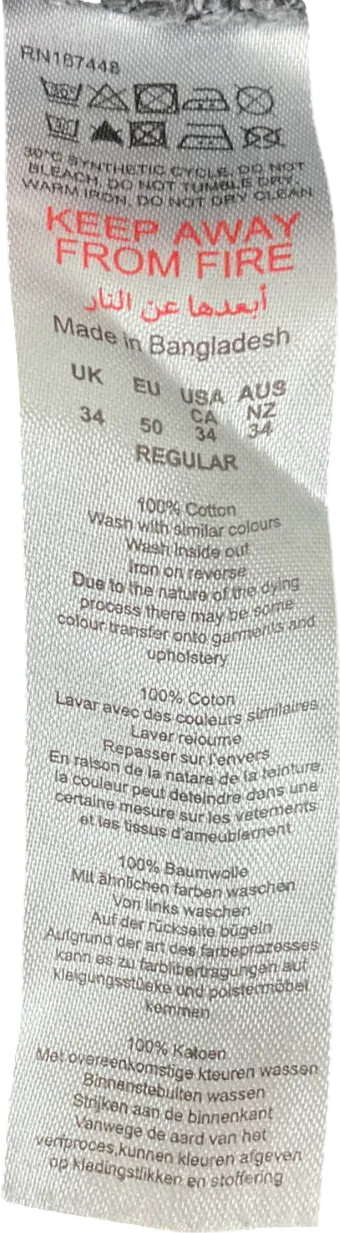 RN187448
30°C SYNTHETIC CYCLE, DO NOT
BLEACH, DO NOT TUMBLE DRY,
WARM IRON, DO NOT DRY CLEAN
KEEP AWAY
FROM FIRE
أبعدها عن النار
Made in Bangladesh
UK EU USA AUS
CA NZ
34 50 34 34
REGULAR
100% Cotton
Wash with similar colours
Wash inside out
Iron on reverse
Due to the nature of the dying
process there may be some
colour transfer onto garments and
upholstery
100% Coton
Lavar avec des couleurs similaires
Laver reloume
Repasser sur l'envers
En raison de la natare de la teinture,
la couleur peut deteindre dans une
certaine mesure sur les vetements
et les tissus d'ameublement
100% Baumwolle
Mit ähnlichen farben waschen
Von links waschen
Auf der rückseite bügeln
Aufgrund der art des farbeprozesses
kann es zu farblibertragungen auf
kleigungsstüeke und polstermöbel
kemmen
100% Katoen
Met overeenkomstige kteuren wassen
Binnenstebuiten wassen
Strijken aan de binnenkant
Vanwege de aard van het
verfproces,kunnen kleuren afgeven
op kledingstlikken en stoffering